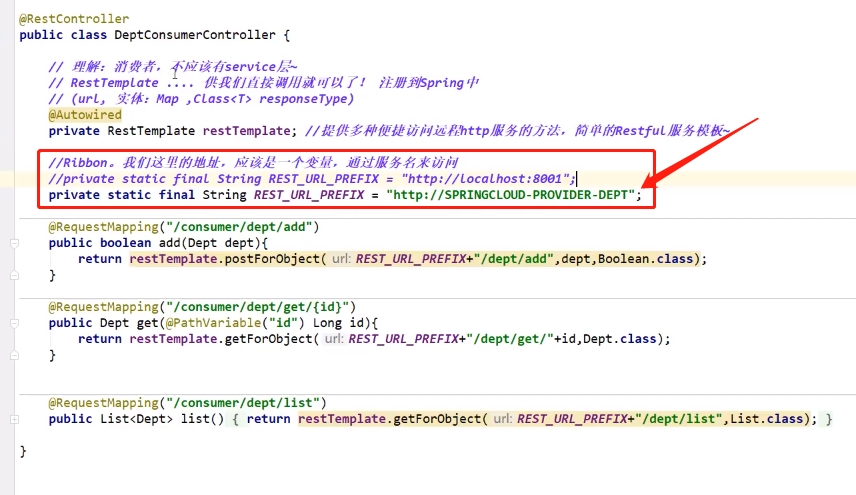 @RestController
public class DeptConsumerController {
// 理解：消费者，不应该有service层~
// RestTemplate .... 供我们直接调用就可以了！ 注册到Spring中
// (url, 实体：Map ,Class<T> responseType)
@Autowired
private RestTemplate restTemplate; //提供多种便捷访问远程http服务的方法，简单的Restful服务模板~
//Ribbon。我们这里的地址，应该是一个变量，通过服务名来访问
//private static final String REST_URL_PREFIX = "http://localhost:8001";
private static final String REST_URL_PREFIX = "http://SPRINGCLOUD-PROVIDER-DEPT";
@RequestMapping("/consumer/dept/add")
public boolean add(Dept dept){
return restTemplate.postForObject( url: REST_URL_PREFIX+"/dept/add",dept,Boolean.class);
}
@RequestMapping("/consumer/dept/get/{id}")
public Dept get(@PathVariable("id") Long id){
return restTemplate.getForObject( url: REST_URL_PREFIX+"/dept/get/"+id,Dept.class);
}
@RequestMapping("/consumer/dept/list")
public List<Dept> list() { return restTemplate.getForObject( url: REST_URL_PREFIX+"/dept/list",List.class); }
}